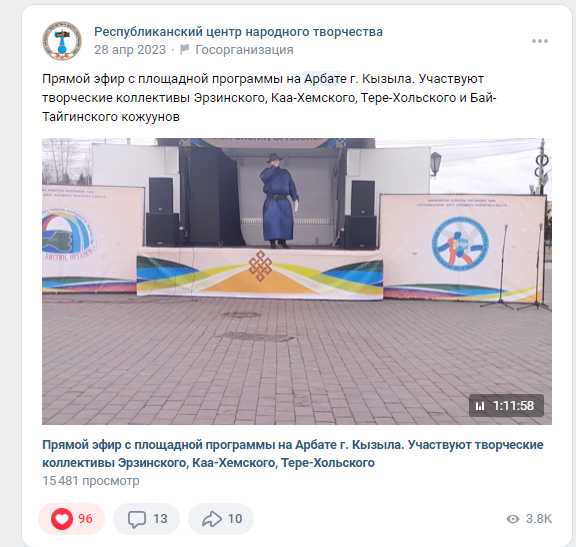 Республиканский центр народного творчества
28 апр 2023 · Госорганизация
Прямой эфир с площадной программы на Арбате г. Кызыла. Участвуют
творческие коллективы Эрзинского, Каа-Хемского, Тере-Хольского и Бай-
Тайгинского кожуунов
1:11:58
Прямой эфир с площадной программы на Арбате г. Кызыла. Участвуют творческие
коллективы Эрзинского, Каа-Хемского, Тере-Хольского
15 481 просмотр
96
13
10
3.8K